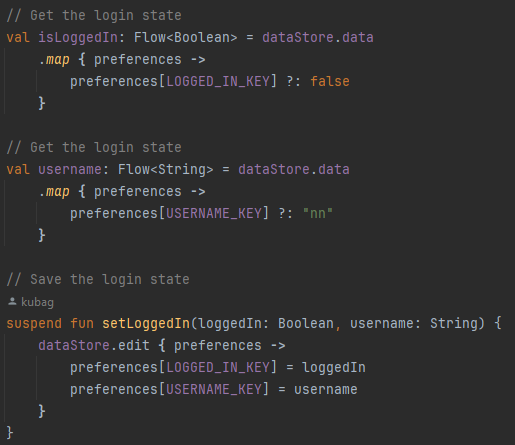 // Get the login state
val isLoggedIn: Flow<Boolean> = dataStore.data
    .map { preferences ->
        preferences[LOGGED_IN_KEY] ?: false
    }

// Get the login state
val username: Flow<String> = dataStore.data
    .map { preferences ->
        preferences[USERNAME_KEY] ?: "nn"
    }

// Save the login state
kubag
suspend fun setLoggedIn(loggedIn: Boolean, username: String) {
    dataStore.edit { preferences ->
        preferences[LOGGED_IN_KEY] = loggedIn
        preferences[USERNAME_KEY] = username
    }
}